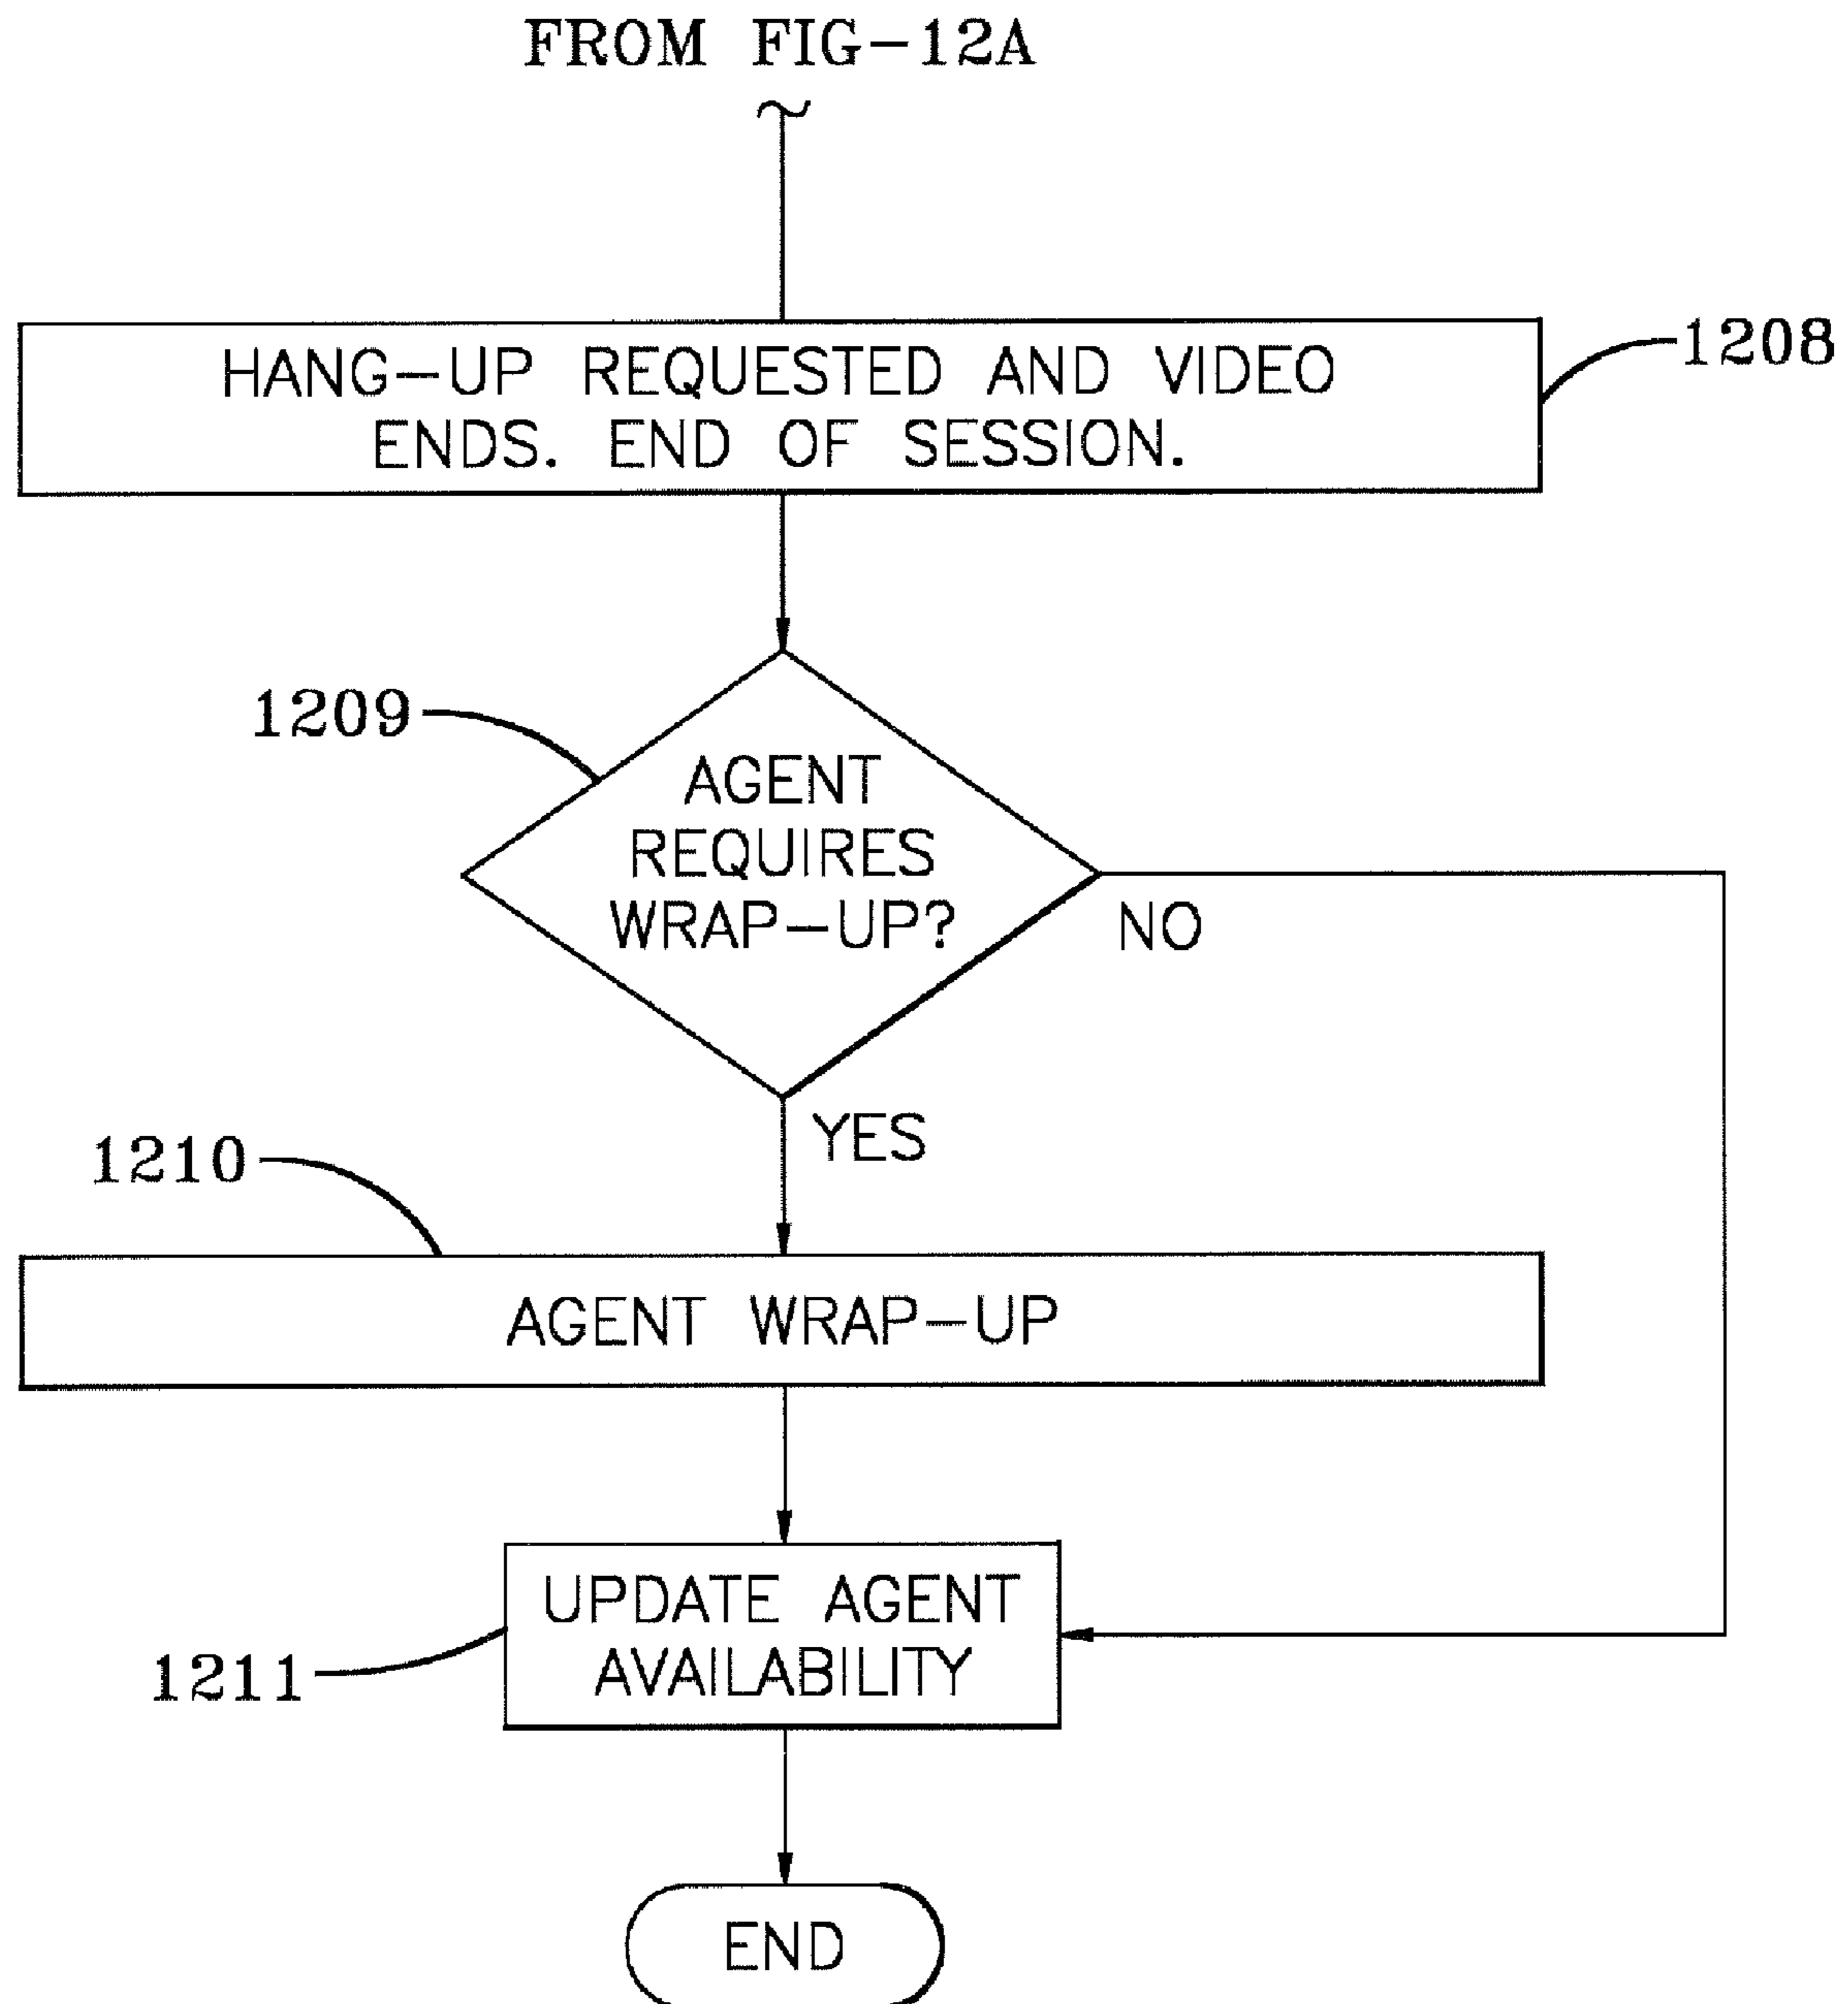 FROM FIG-12A
HANG-UP REQUESTED AND VIDEO
ENDS. END OF SESSION.
1208
1209
AGENT
REQUIRES
WRAP-UP?
NO
YES
1210
AGENT WRAP-UP
UPDATE AGENT
AVAILABILITY
1211
END